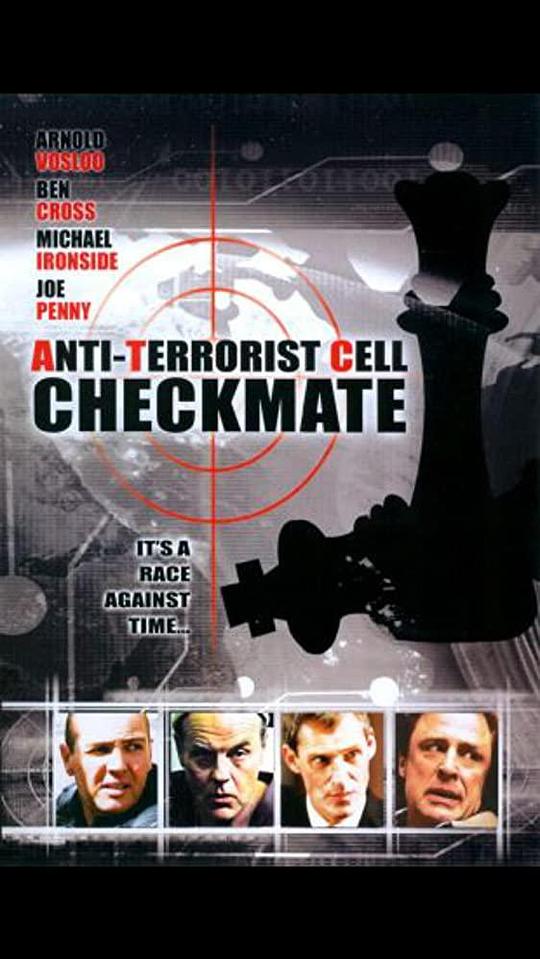 ARNOLD
VOSLOO
BEN
CROSS
MICHAEL
IRONSIDE
JOE
PENNY
ANTI-TERRORIST CELL
CHECKMATE
IT'S A
RACE
AGAINST
TIME...